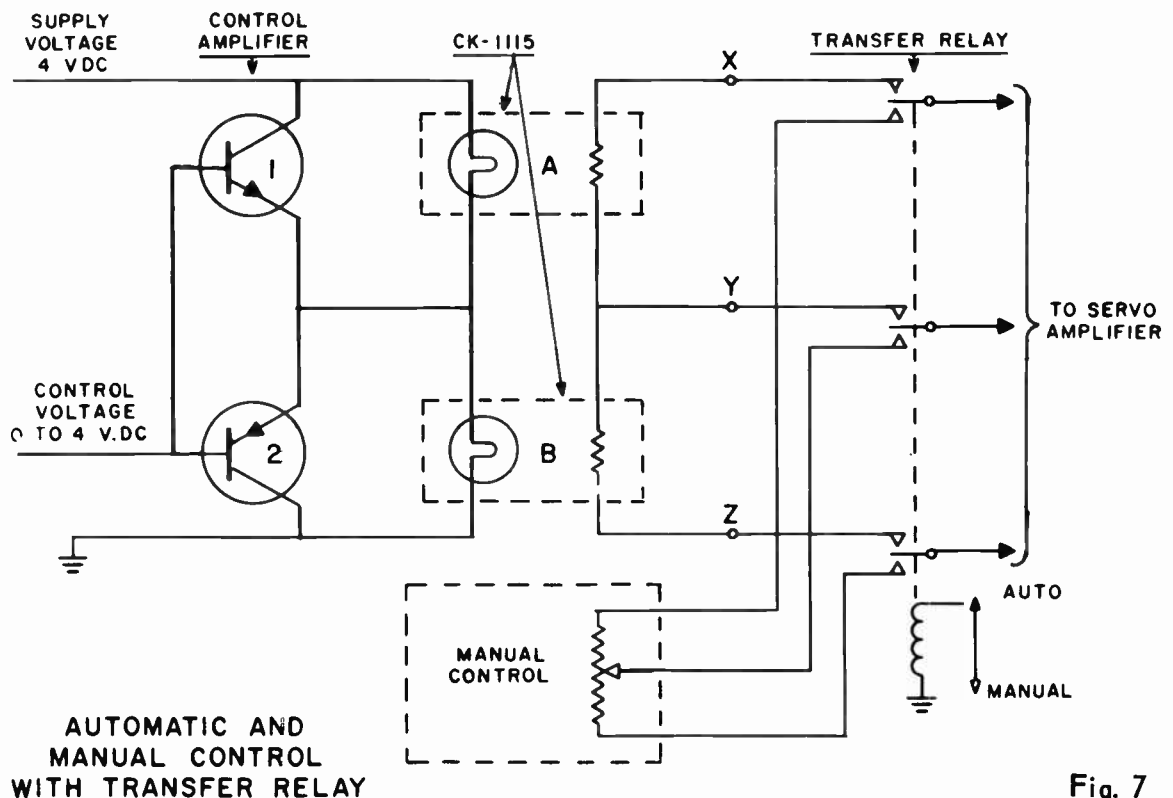 SUPPLY
VOLTAGE
4 VDC
CONTROL
AMPLIFIER
CK-1115
TRANSFER RELAY
X
1
A
Y
TO SERVO
AMPLIFIER
CONTROL
VOLTAGE
0 TO 4 V.DC
2
B
Z
AUTO
MANUAL
CONTROL
MANUAL
AUTOMATIC AND
MANUAL CONTROL
WITH TRANSFER RELAY
Fig. 7